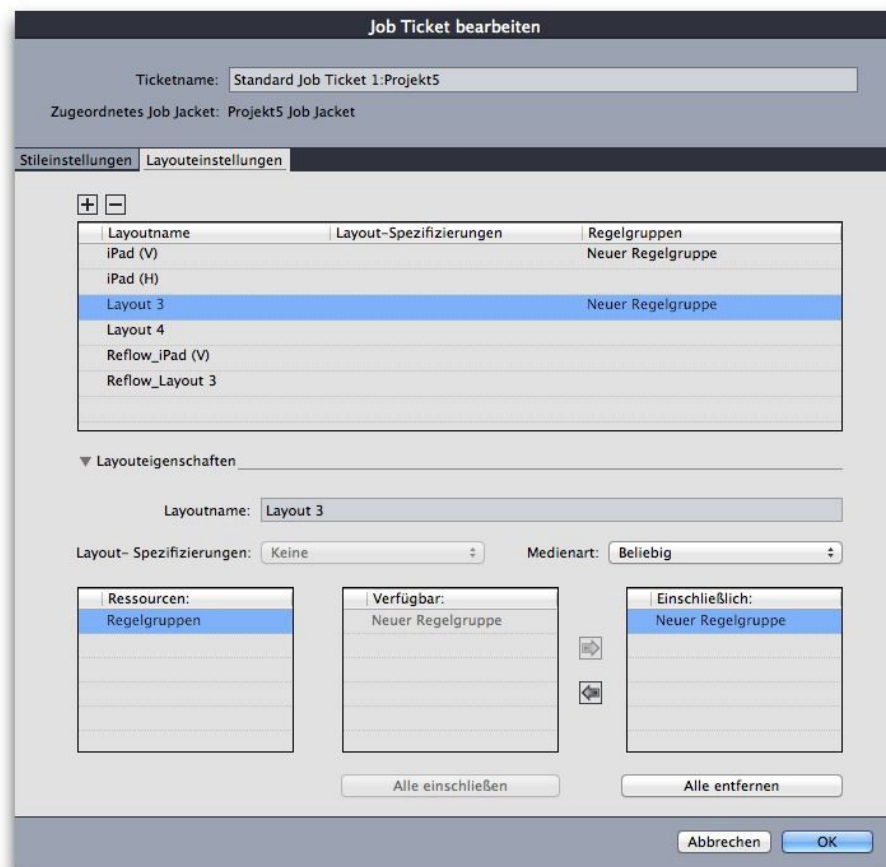 Job Ticket bearbeiten
Ticketname: Standard Job Ticket 1:Projekt5
Zugeordnetes Job Jacket: Projekt5 Job Jacket
Stileinstellungen Layouteinstellungen
Layoutname Layout-Spezifizierungen Regelgruppen
iPad (V) Neuer Regelgruppe
iPad (H)
Layout 3 Neuer Regelgruppe
Layout 4
Reflow_iPad (V)
Reflow_Layout 3
Layouteigenschaften
Layoutname: Layout 3
Layout- Spezifizierungen: Keine Medienart: Beliebig
Ressourcen: Verfügbar: Einschließlich:
Regelgruppen Neuer Regelgruppe Neuer Regelgruppe
Alle einschließen Alle entfernen
Abbrechen OK